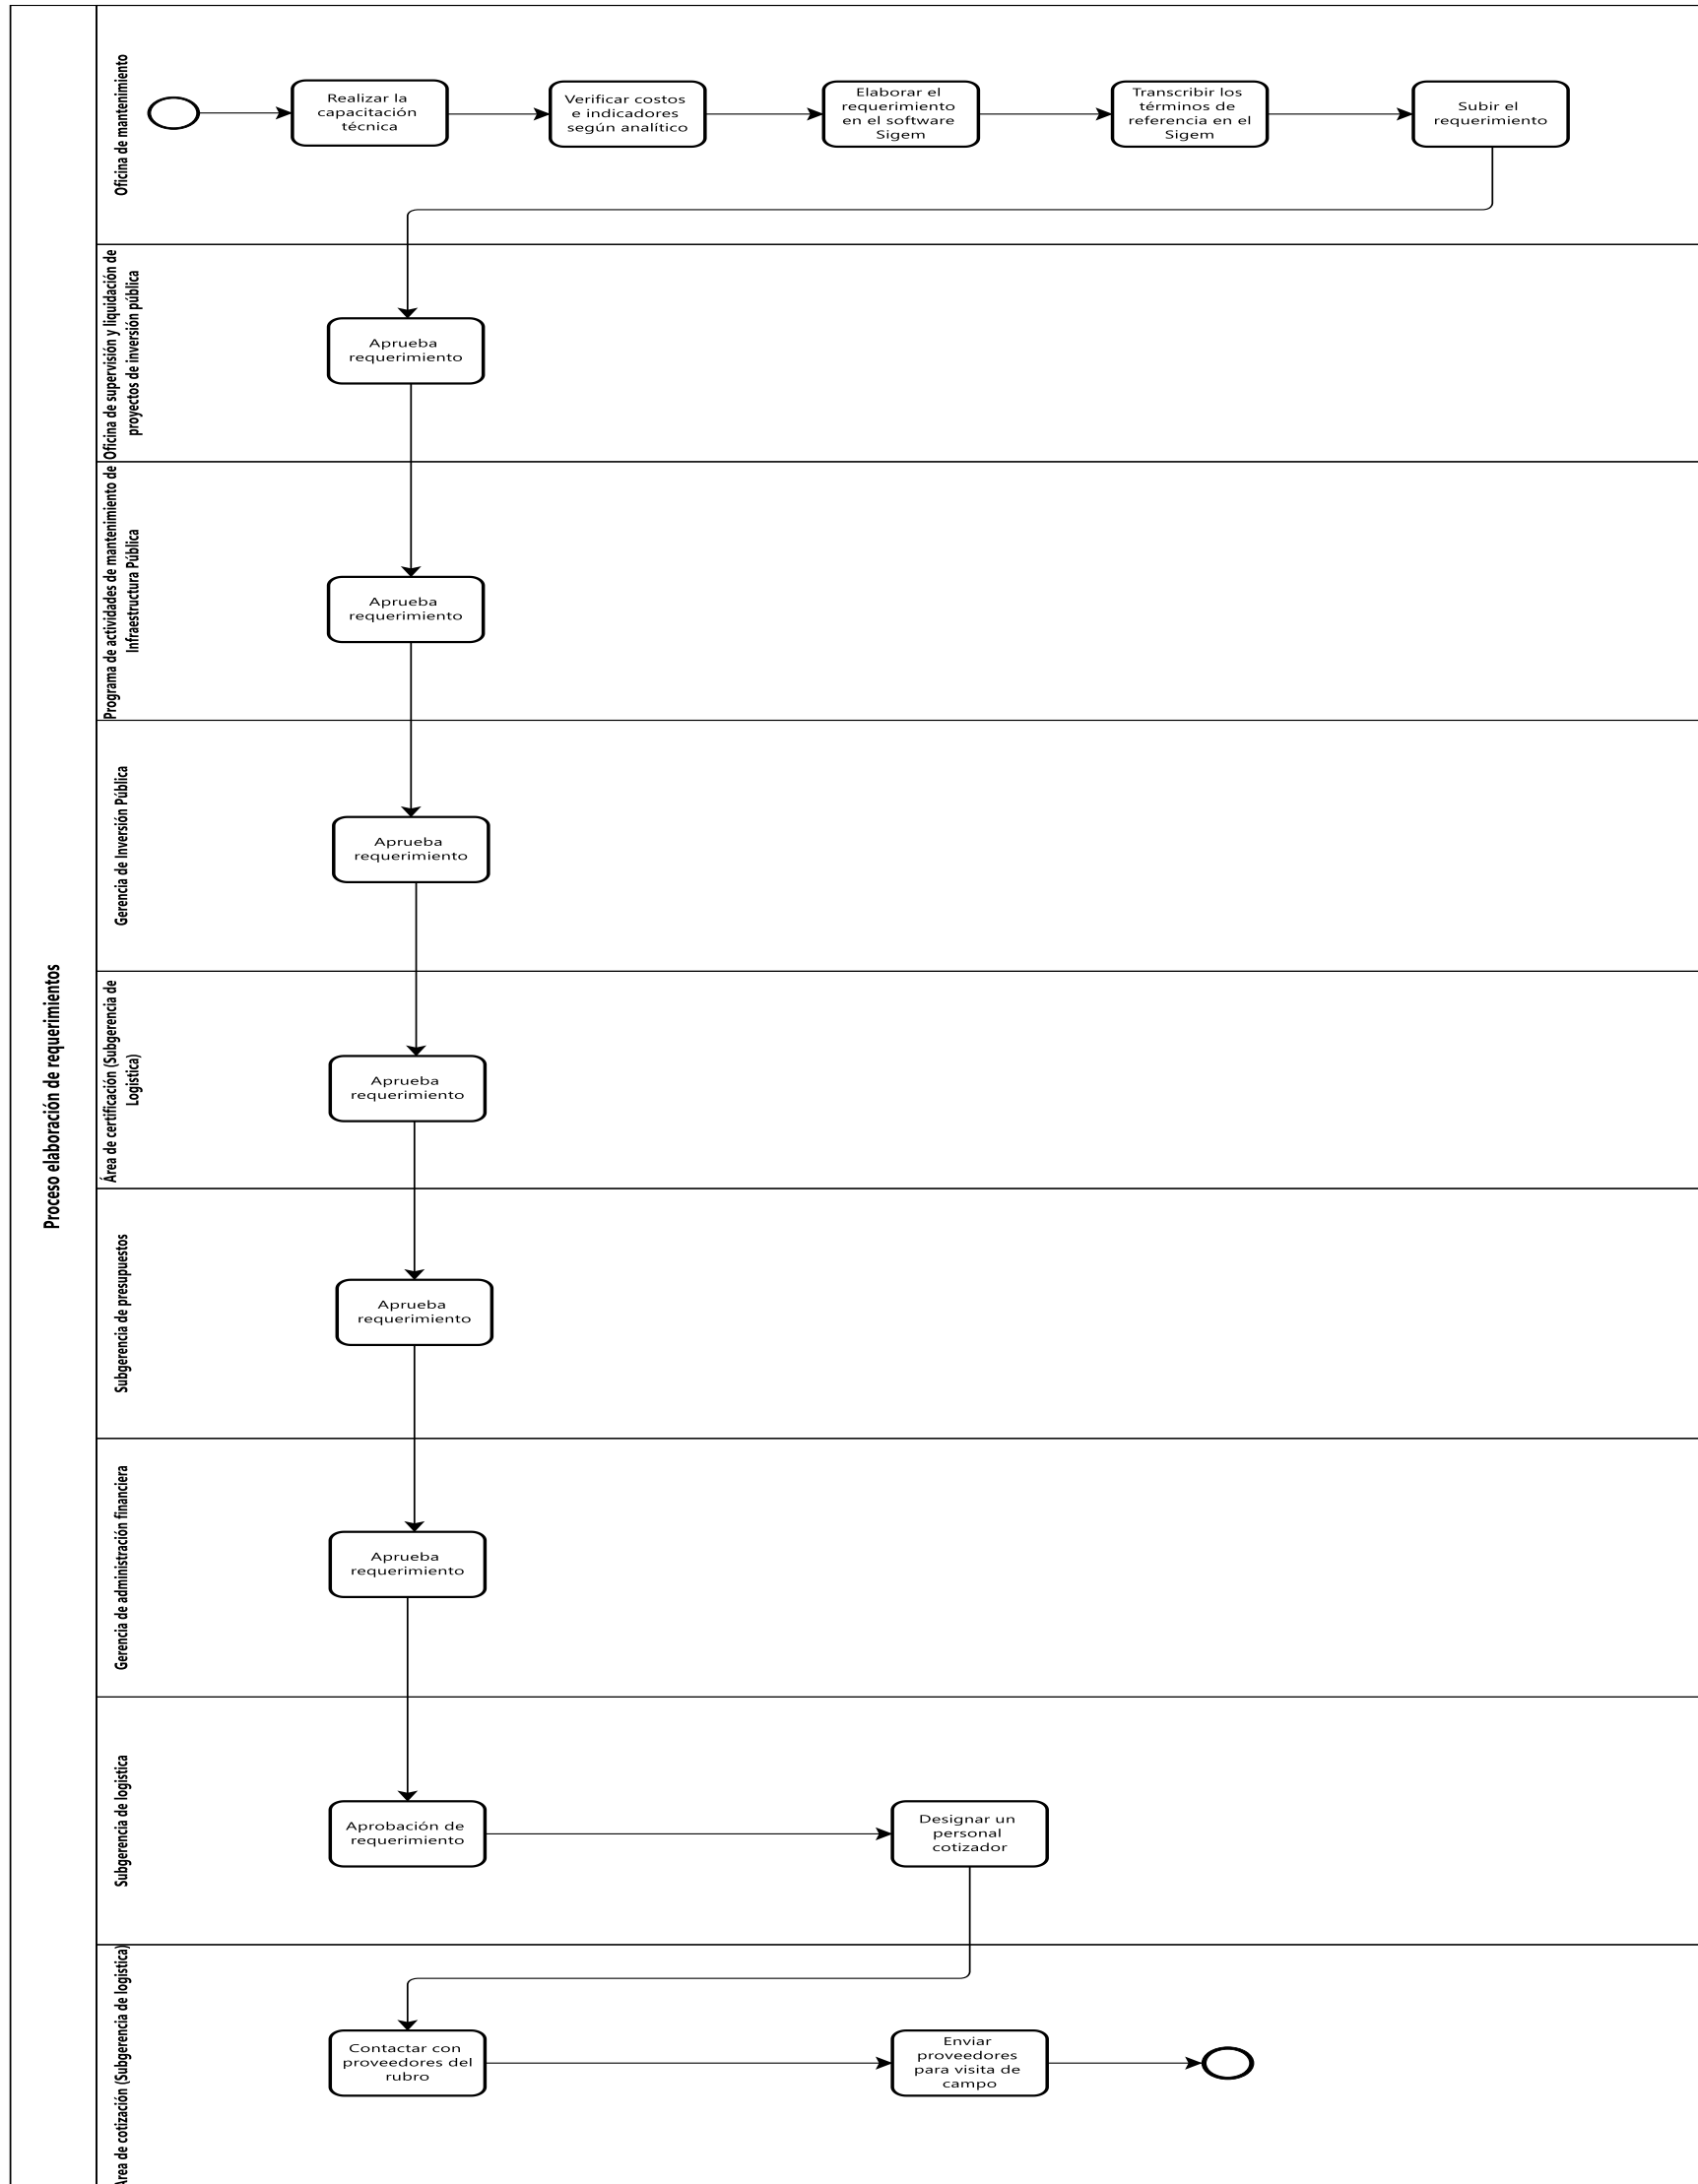 Proceso elaboración de requerimientos
Oficina de mantenimiento
Realizar la
capacitación
técnica
Verificar costos
e indicadores
según analítico
Elaborar el
requerimiento
en el software
Sigem
Transcribir los
términos de
referencia en el
Sigem
Subir el
requerimiento
Oficina de supervisión y liquidación de
proyectos de inversión pública
Aprueba
requerimiento
Programa de actividades de mantenimiento de
Infraestructura Pública
Aprueba
requerimiento
Gerencia de Inversión Pública
Aprueba
requerimiento
Área de certificación (Subgerencia de
Logística)
Aprueba
requerimiento
Subgerencia de presupuestos
Aprueba
requerimiento
Gerencia de administración financiera
Aprueba
requerimiento
Subgerencia de logística
Aprobación de
requerimiento
Designar un
personal
cotizador
Área de cotización (Subgerencia de logística)
Contactar con
proveedores del
rubro
Enviar
proveedores
para visita de
campo